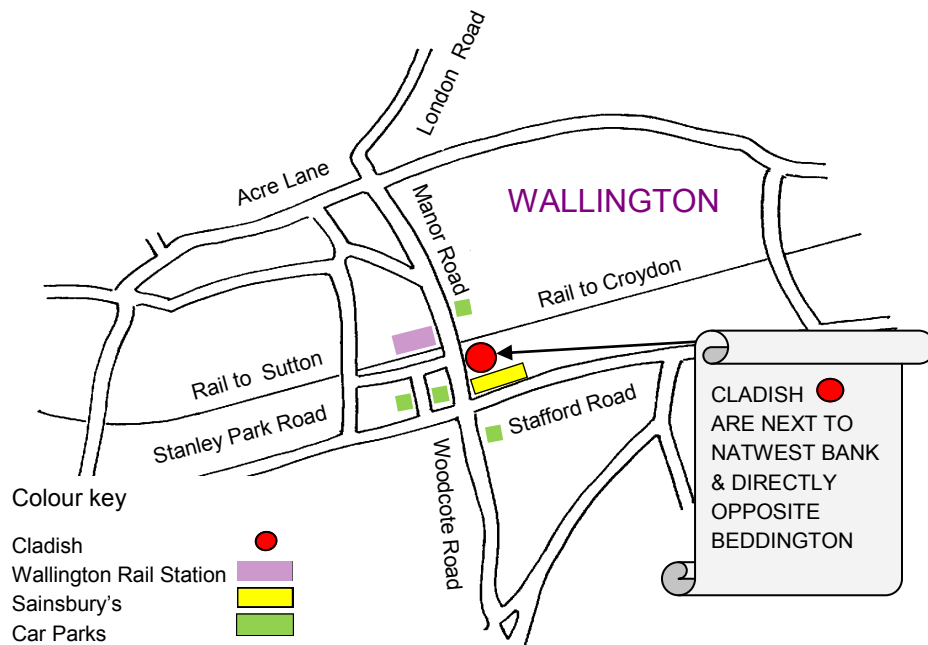 London Road
Acre Lane
Manor Road
WALLINGTON
Rail to Croydon
Rail to Sutton
Stanley Park Road
Stafford Road
Woodcote Road
CLADISH
ARE NEXT TO
NATWEST BANK
& DIRECTLY
OPPOSITE
BEDDINGTON
Colour key
Cladish
Wallington Rail Station
Sainsbury's
Car Parks